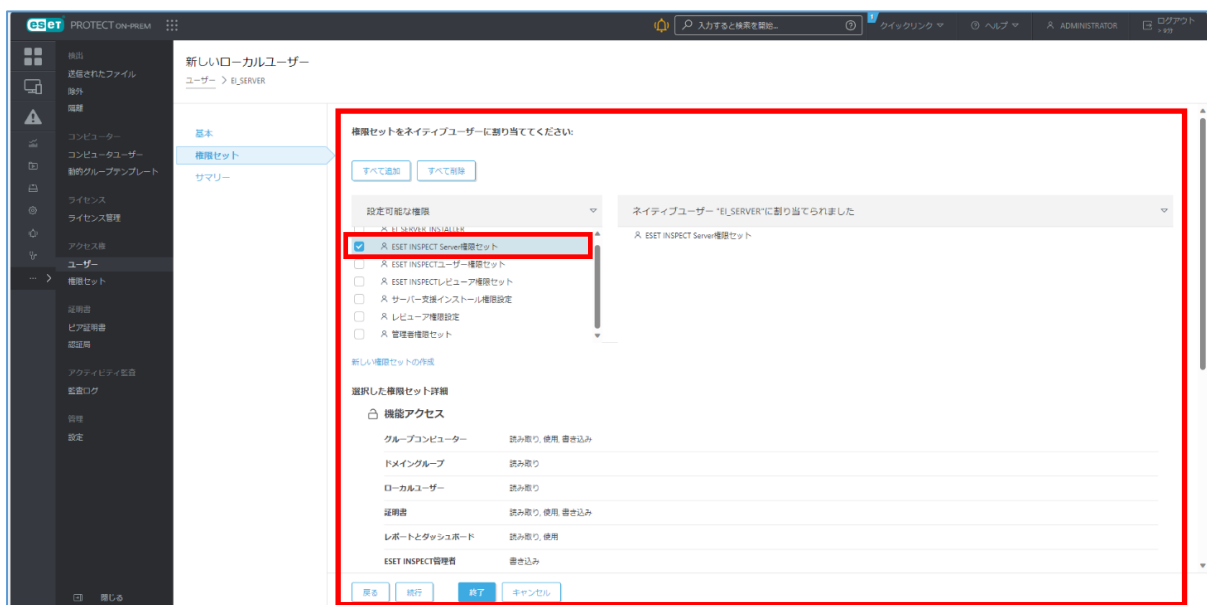 eset PROTECT ON-PREM
入力すると検索を開始...
1
クイックリンク
ヘルプ
ADMINISTRATOR
ログアウト
> 8分
検出
送信されたファイル
除外
隔離
コンピューター
コンピュータユーザー
動的グループテンプレート
ライセンス
ライセンス管理
アクセス権
ユーザー
権限セット
証明書
ピア証明書
認証局
アクティビティ監査
監査ログ
管理
設定
閉じる
新しいローカルユーザー
ユーザー > EI_SERVER
基本
権限セット
サマリー
権限セットをネイティブユーザーに割り当ててください:
すべて追加
すべて削除
設定可能な権限
EI SERVER INSTALLER
ESET INSPECT Server権限セット
ESET INSPECTユーザー権限セット
ESET INSPECTレビューア権限セット
サーバー支援インストール権限設定
レビューア権限設定
管理者権限セット
ネイティブユーザー "EI_SERVER"に割り当てられました
ESET INSPECT Server権限セット
新しい権限セットの作成
選択した権限セット詳細
機能アクセス
グループコンピューター 読み取り, 使用, 書き込み
ドメイングループ 読み取り
ローカルユーザー 読み取り
証明書 読み取り, 使用, 書き込み
レポートとダッシュボード 読み取り, 使用
ESET INSPECT管理者 書き込み
戻る
続行
終了
キャンセル